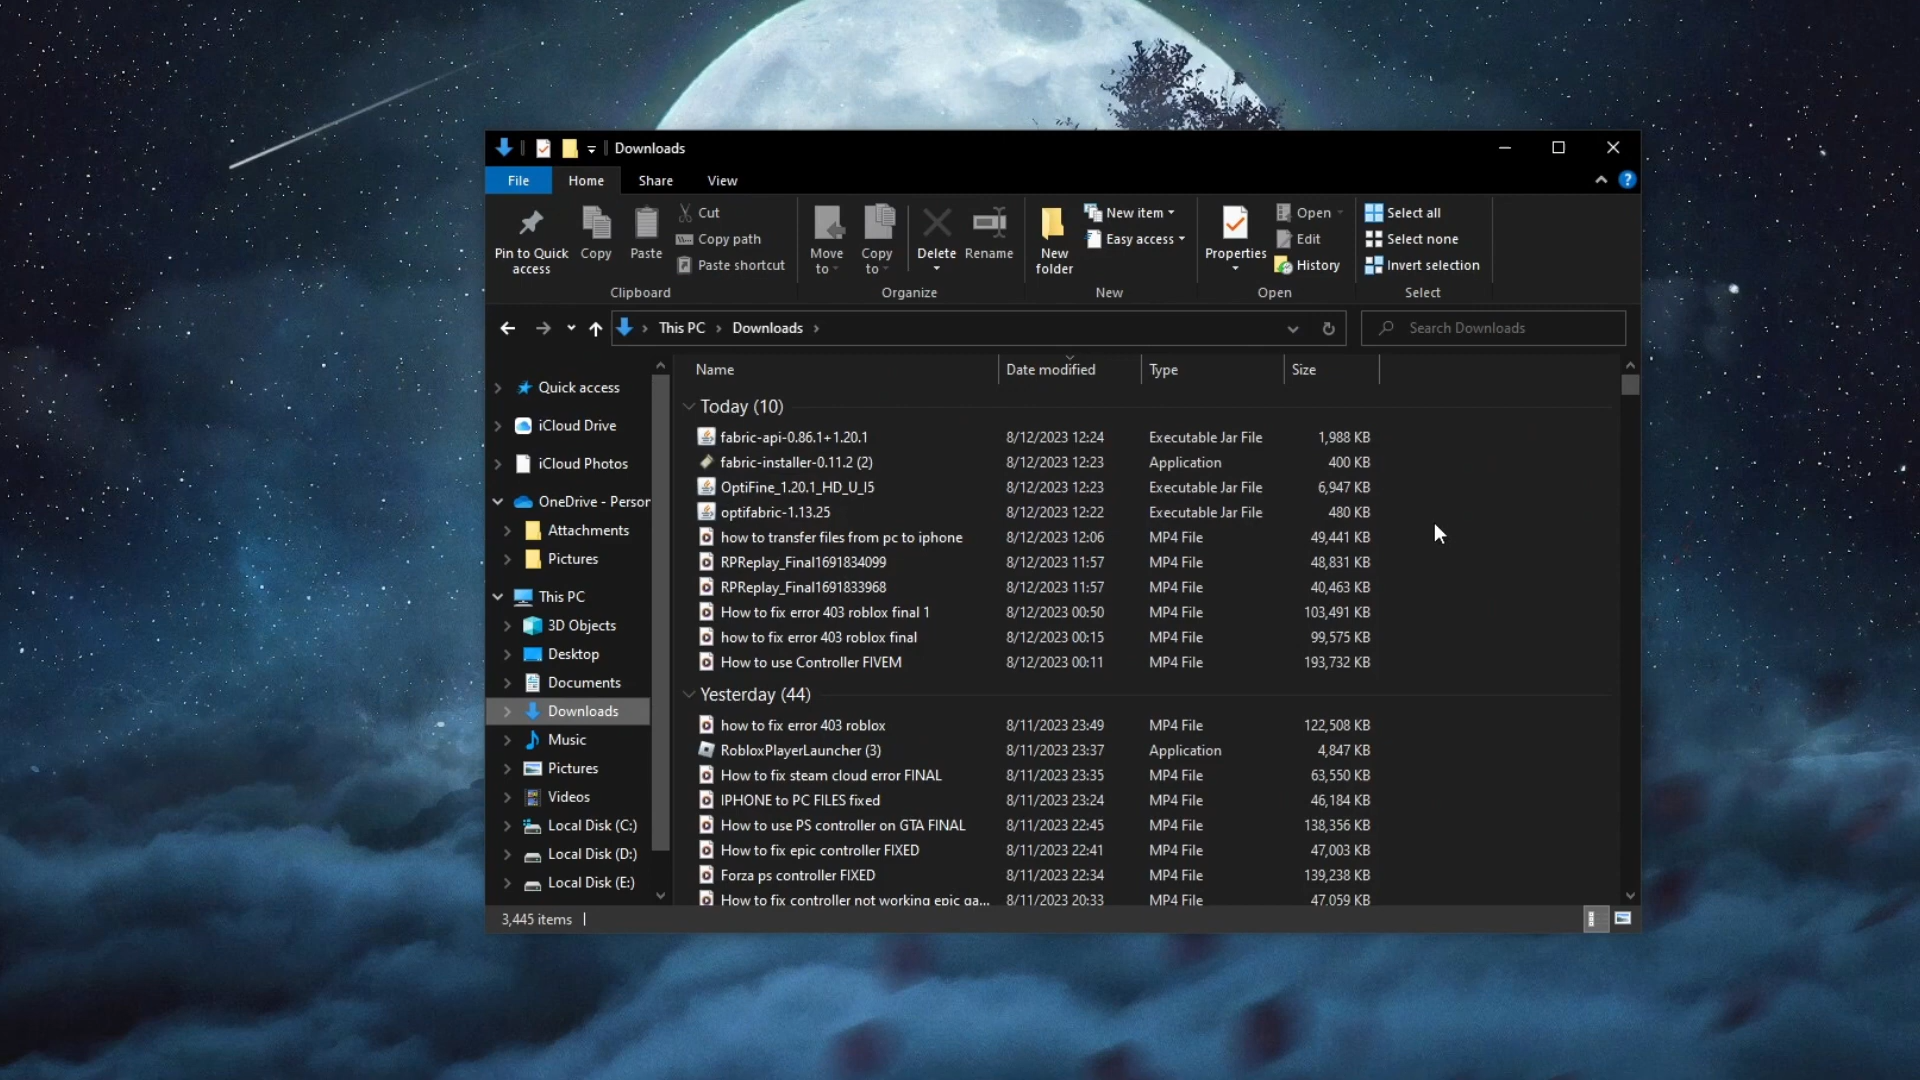 Downloads
File Home Share View
Pin to Quick access
Copy
Paste
Cut
Copy path
Paste shortcut
Clipboard
Move to
Copy to
Delete
Rename
Organize
New folder
New item
Easy access
New
Properties
Open
Edit
History
Open
Select all
Select none
Invert selection
Select
This PC Downloads
Search Downloads
Quick access
iCloud Drive
iCloud Photos
OneDrive - Person
Attachments
Pictures
This PC
3D Objects
Desktop
Documents
Downloads
Music
Pictures
Videos
Local Disk (C:)
Local Disk (D:)
Local Disk (E:)
Name Date modified Type Size
Today (10)
fabric-api-0.86.1+1.20.1 8/12/2023 12:24 Executable Jar File 1,988 KB
fabric-installer-0.11.2 (2) 8/12/2023 12:23 Application 400 KB
OptiFine_1.20.1_HD_U_I5 8/12/2023 12:23 Executable Jar File 6,947 KB
optifabric-1.13.25 8/12/2023 12:22 Executable Jar File 480 KB
how to transfer files from pc to iphone 8/12/2023 12:06 MP4 File 49,441 KB
RPReplay_Final1691834099 8/12/2023 11:57 MP4 File 48,831 KB
RPReplay_Final1691833968 8/12/2023 11:57 MP4 File 40,463 KB
How to fix error 403 roblox final 1 8/12/2023 00:50 MP4 File 103,491 KB
how to fix error 403 roblox final 8/12/2023 00:15 MP4 File 99,575 KB
How to use Controller FIVEM 8/12/2023 00:11 MP4 File 193,732 KB
Yesterday (44)
how to fix error 403 roblox 8/11/2023 23:49 MP4 File 122,508 KB
RobloxPlayerLauncher (3) 8/11/2023 23:37 Application 4,847 KB
How to fix steam cloud error FINAL 8/11/2023 23:35 MP4 File 63,550 KB
IPHONE to PC FILES fixed 8/11/2023 23:24 MP4 File 46,184 KB
How to use PS controller on GTA FINAL 8/11/2023 22:45 MP4 File 138,356 KB
How to fix epic controller FIXED 8/11/2023 22:41 MP4 File 47,003 KB
Forza ps controller FIXED 8/11/2023 22:34 MP4 File 139,238 KB
How to fix controller not working epic ga... 8/11/2023 20:33 MP4 File 47,059 KB
3,445 items